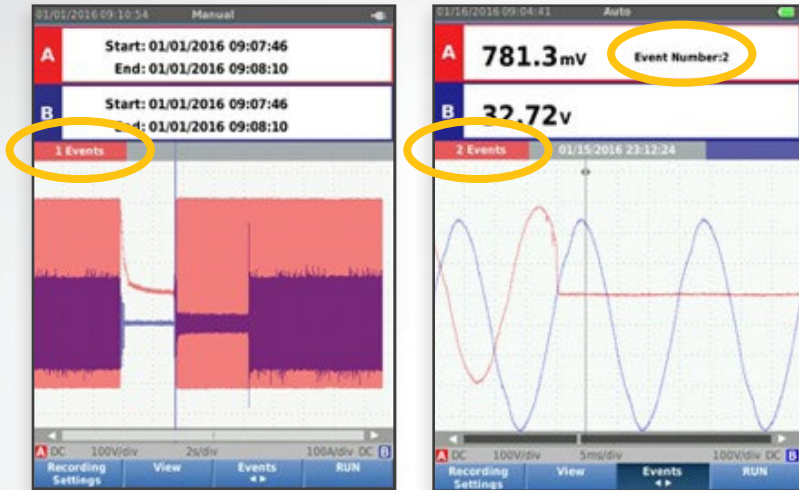 01/01/2016 09:10:54 Manual
A
Start: 01/01/2016 09:07:46
End: 01/01/2016 09:08:10
B
Start: 01/01/2016 09:07:46
End: 01/01/2016 09:08:10
1 Events
A DC 100V/div 2s/div 100A/div DC B
Recording Settings View Events RUN
01/16/2016 09:04:41 Auto
A 781.3mV Event Number:2
B 32.72V
2 Events 01/15/2016 23:12:24
A DC 100V/div 5ms/div 100V/div DC B
Recording Settings View Events RUN